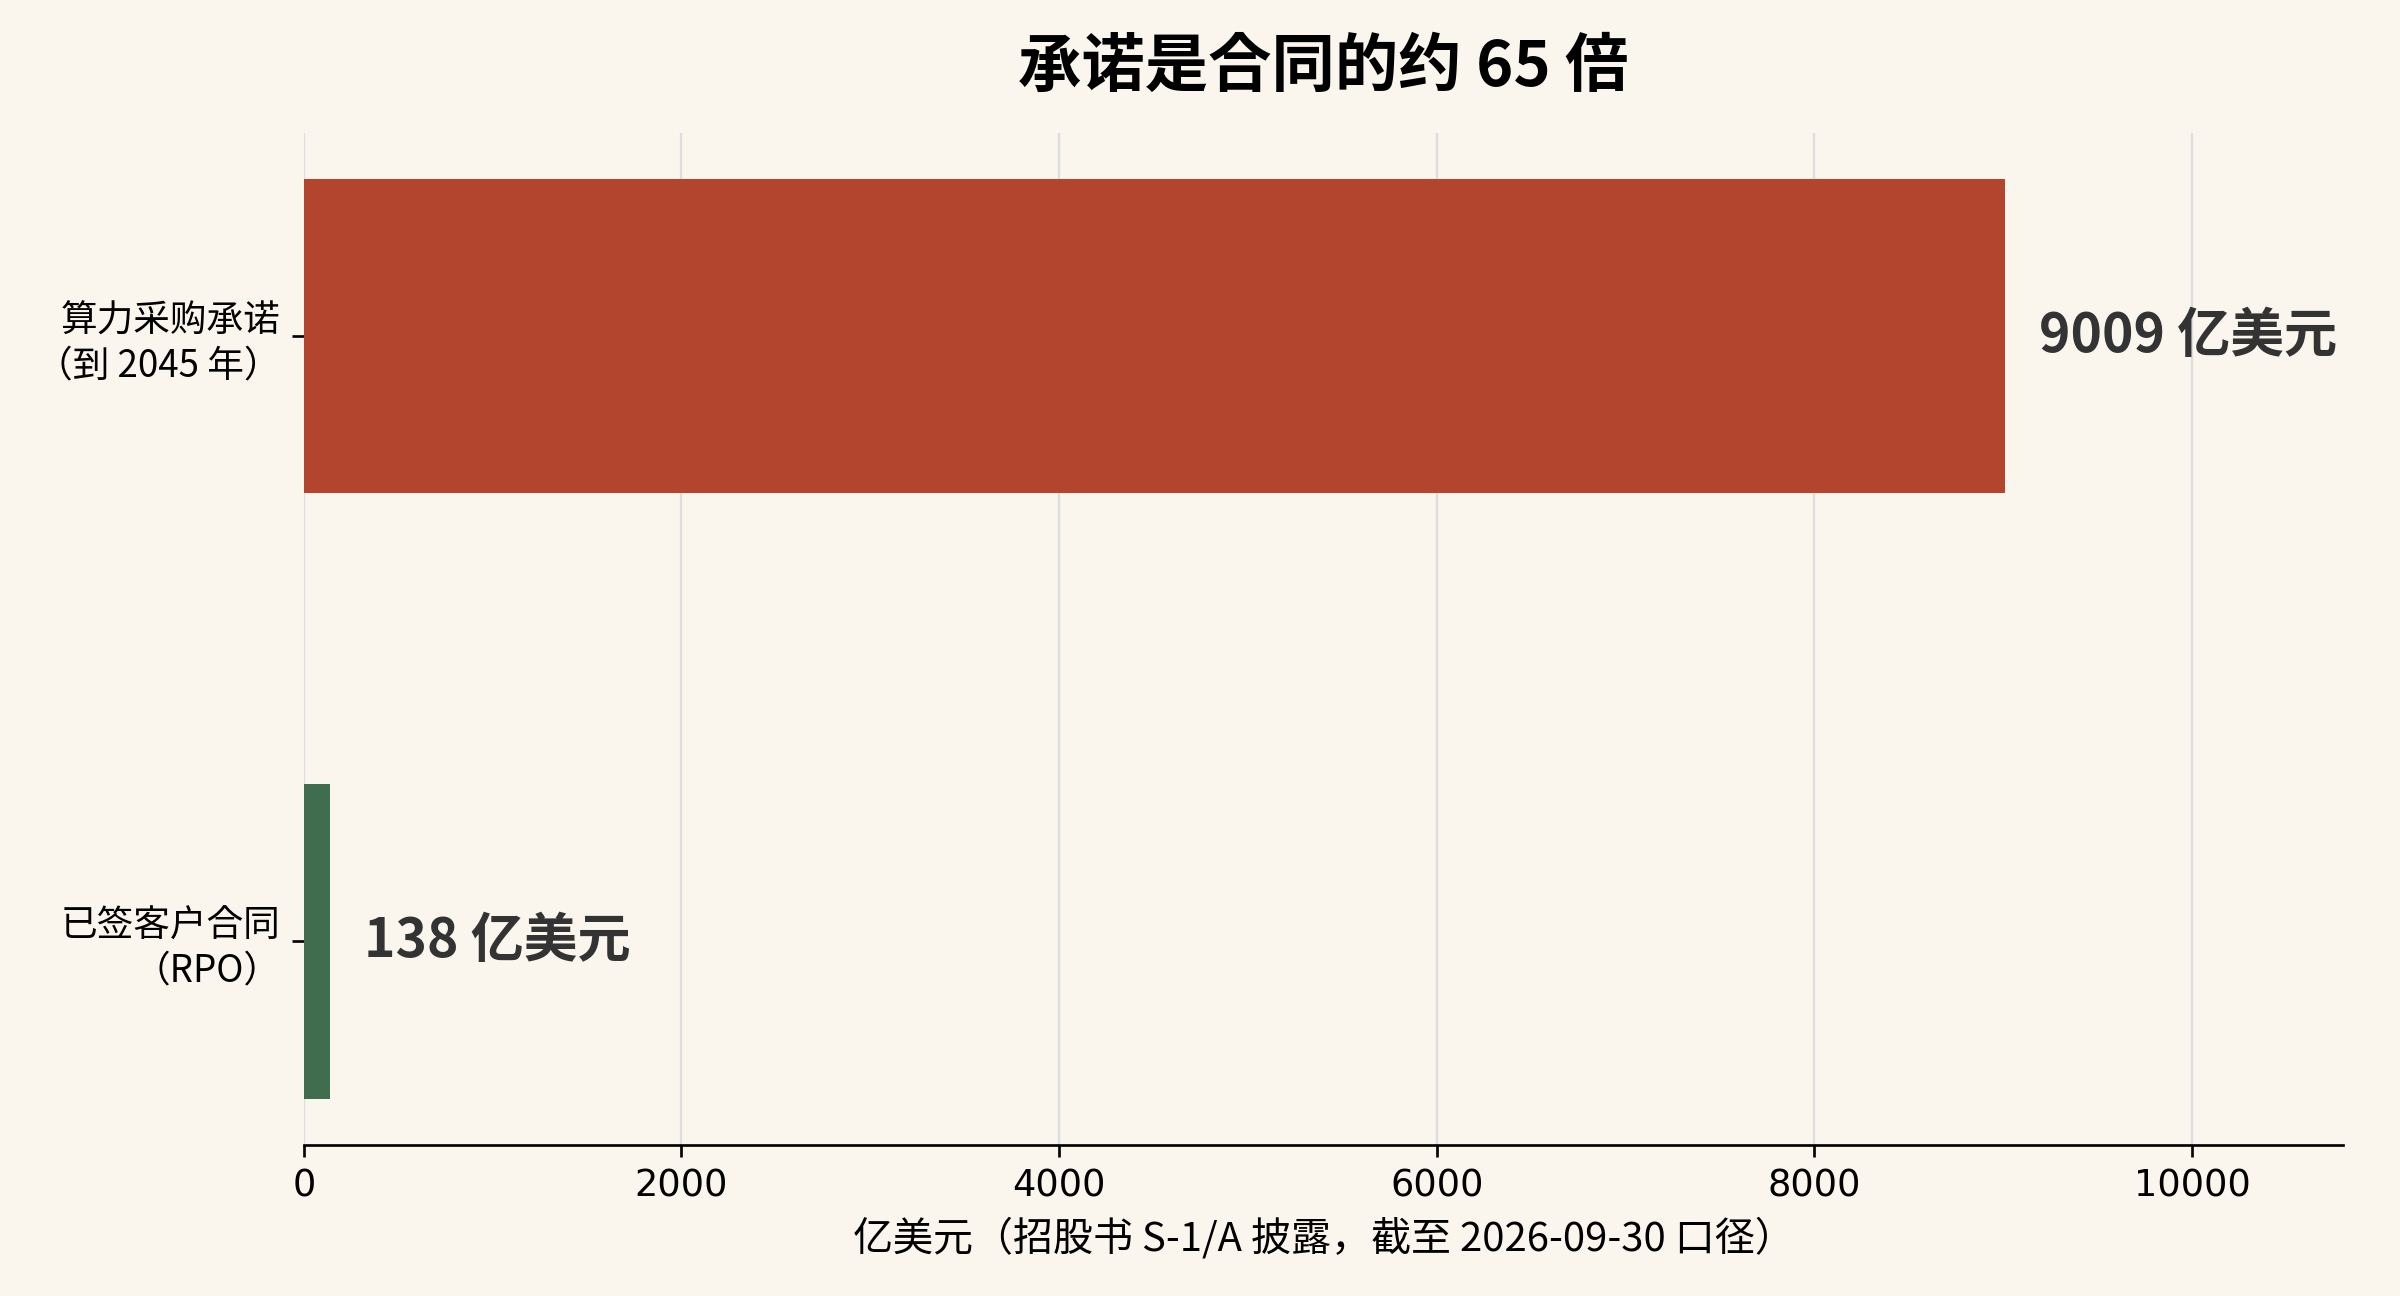 承诺是合同的约 65 倍
算力采购承诺
（到 2045 年）
9009 亿美元
已签客户合同
（RPO）
138 亿美元
0 2000 4000 6000 8000 10000
亿美元（招股书 S-1/A 披露，截至 2026-09-30 口径）